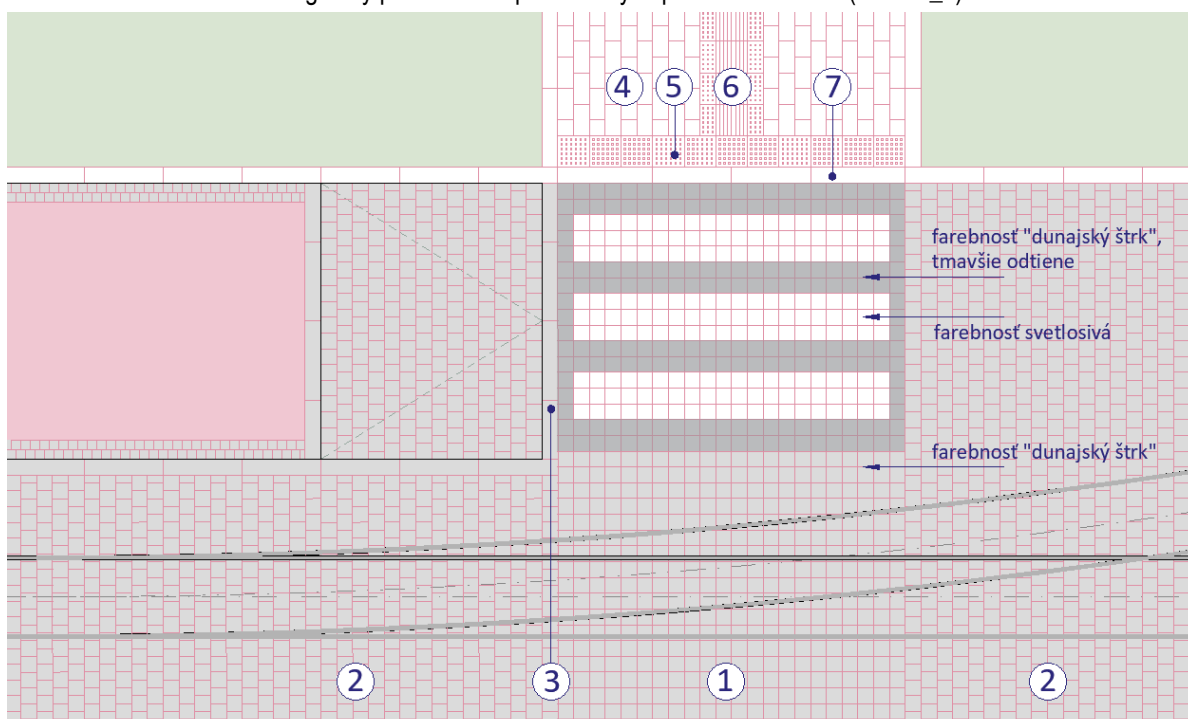 4 5 6 7
farebnosť "dunajský štrk",
tmavšie odtiene
farebnosť svetlosivá
farebnosť "dunajský štrk"
2 3 1 2